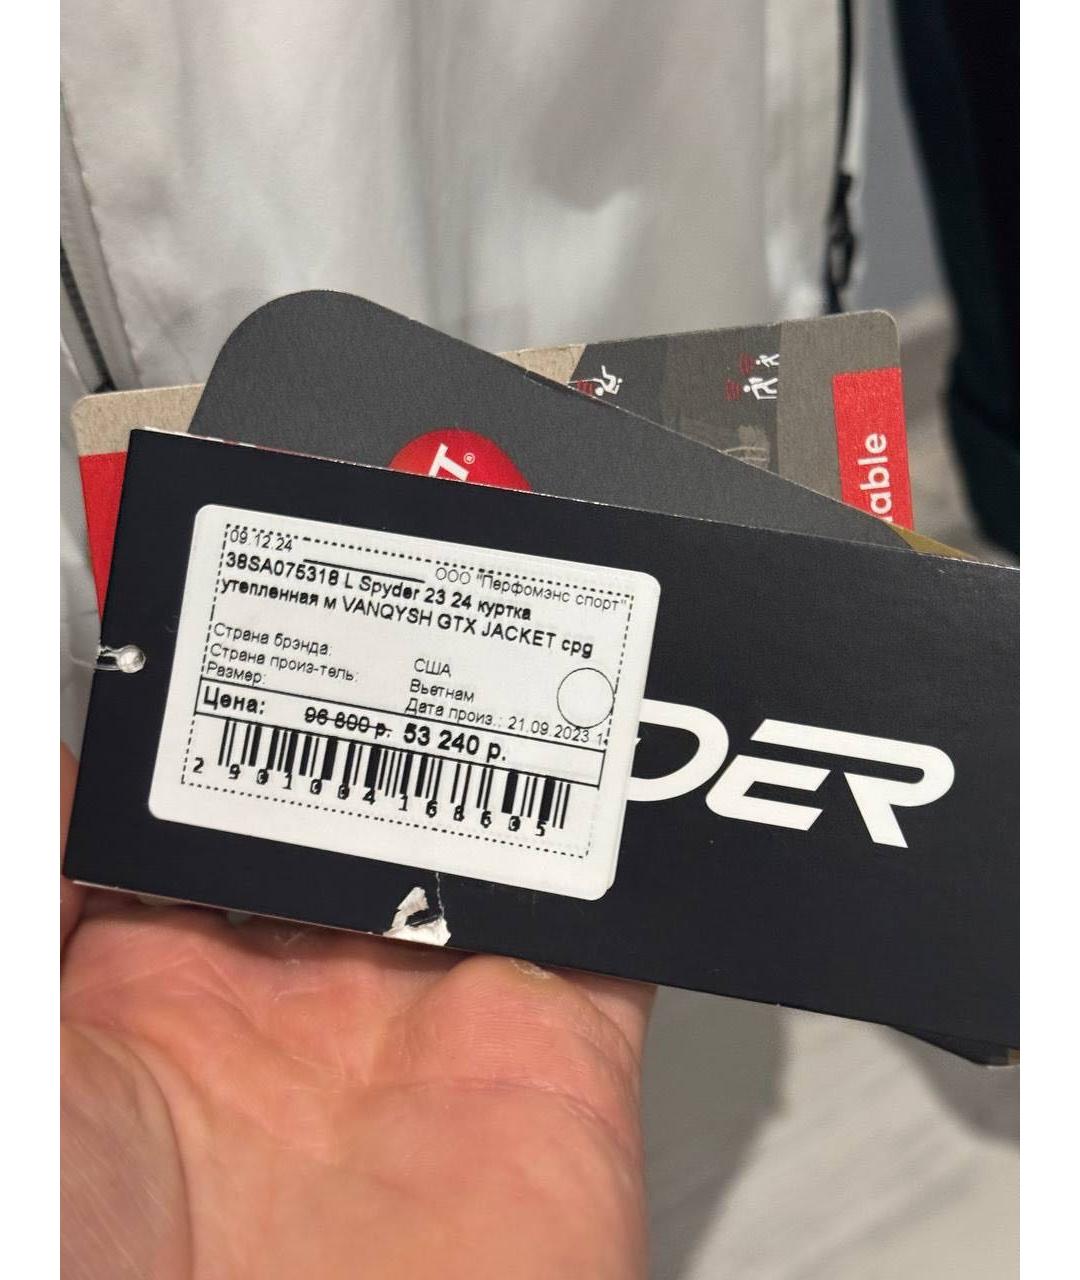 T®
able
09.12.24
ООО "Перфомэнс спорт"
38SA075318 L Spyder 23 24 куртка
утепленная м VANQYSH GTX JACKET срg
Страна брэнда: США
Страна произ-тель: Вьетнам
Размер: Дата произ.: 21.09.2023 1
Цена: 96 800 р. 53 240 р.
2 901004 168605
DER